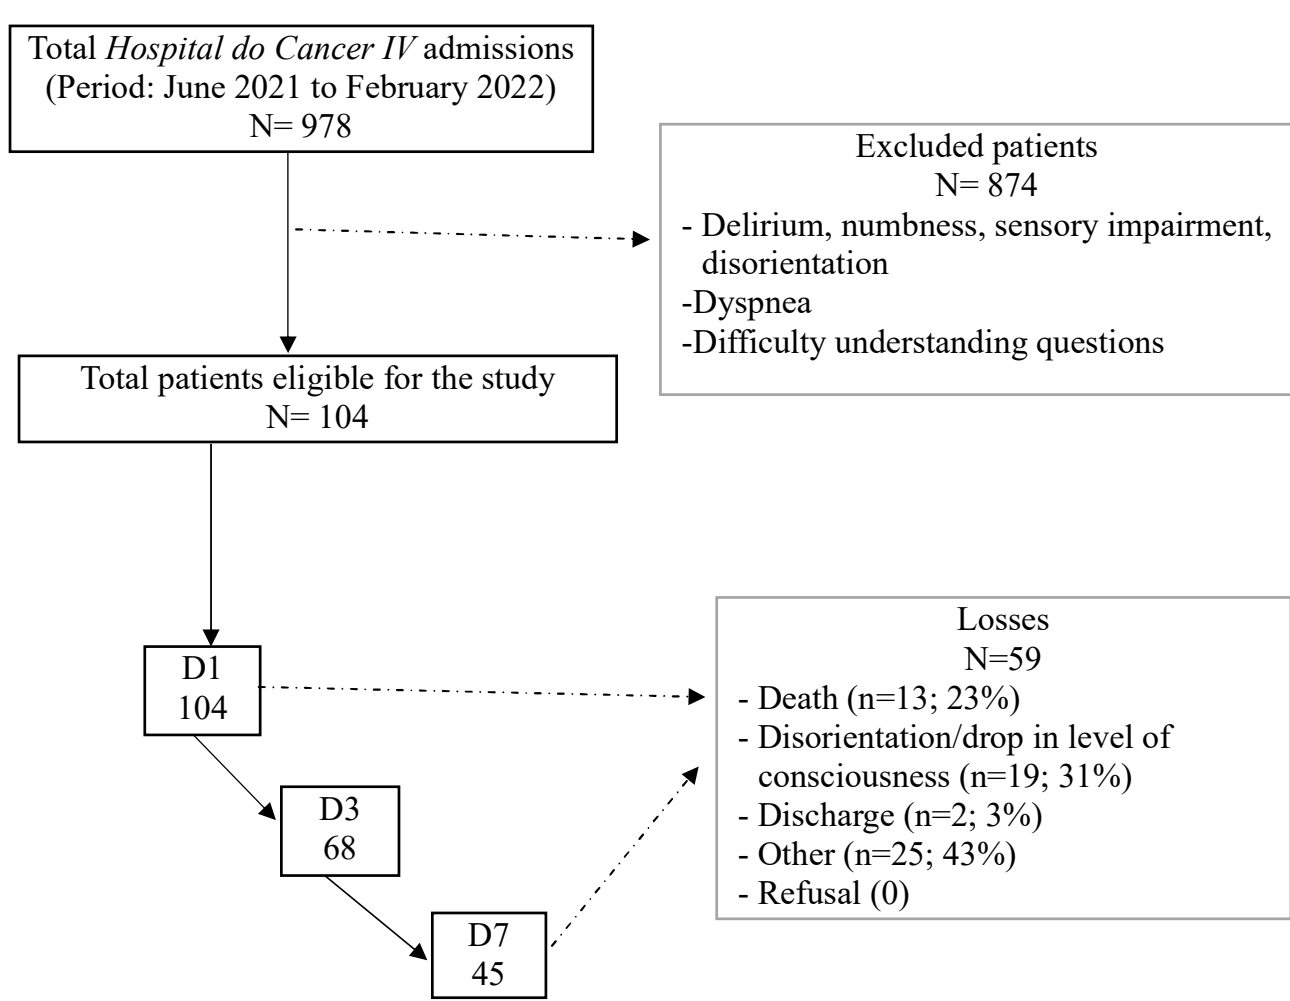 Total Hospital do Cancer IV admissions
(Period: June 2021 to February 2022)
N= 978
Excluded patients
N= 874
- Delirium, numbness, sensory impairment,
disorientation
-Dyspnea
-Difficulty understanding questions
Total patients eligible for the study
N= 104
D1
104
D3
68
D7
45
Losses
N=59
- Death (n=13; 23%)
- Disorientation/drop in level of
consciousness (n=19; 31%)
- Discharge (n=2; 3%)
- Other (n=25; 43%)
- Refusal (0)